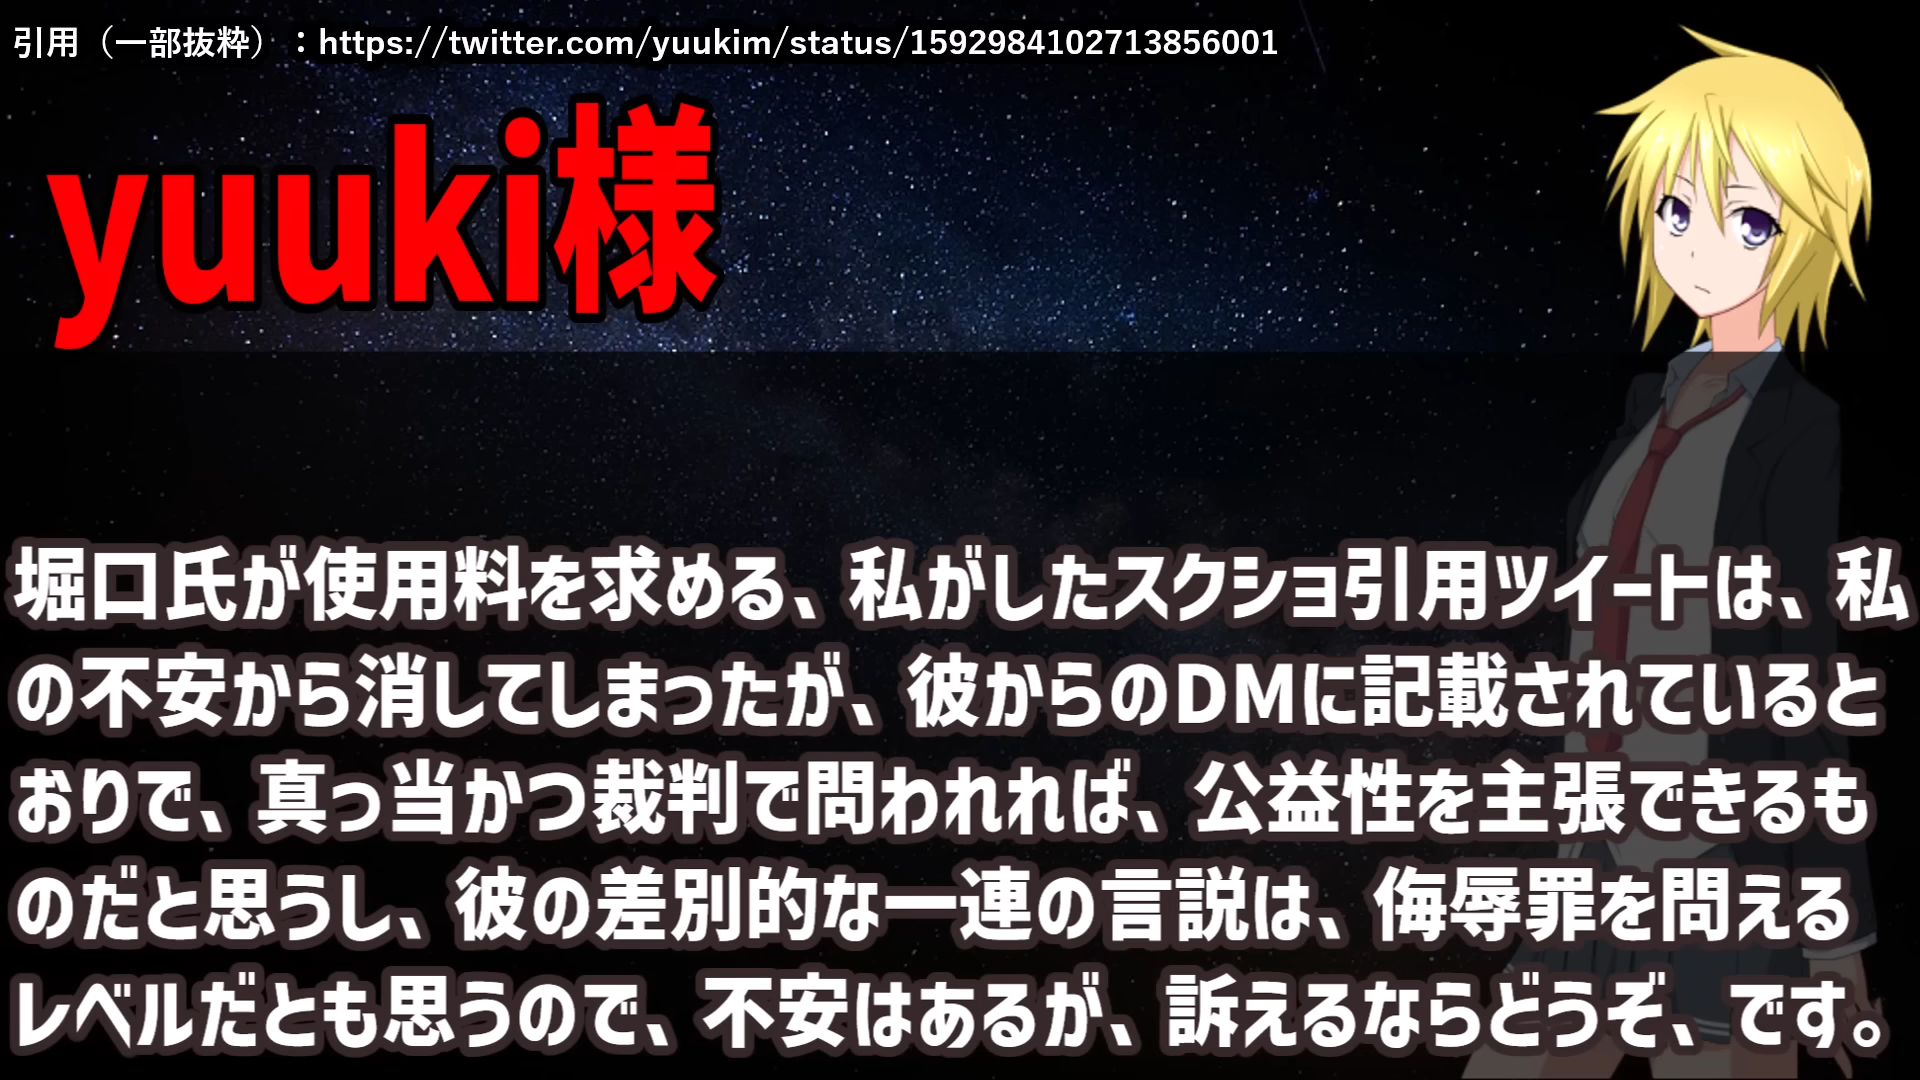 引用（一部抜粋）：https://twitter.com/yuukim/status/1592984102713856001
yuuki様
堀口氏が使用料を求める、私がしたスクショ引用ツイートは、私
の不安から消してしまったが、彼からのDMに記載されていると
おりで、真っ当かつ裁判で問われれば、公益性を主張できるも
のだと思うし、彼の差別的な一連の言説は、侮辱罪を問える
レベルだとも思うので、不安はあるが、訴えるならどうぞ、です。